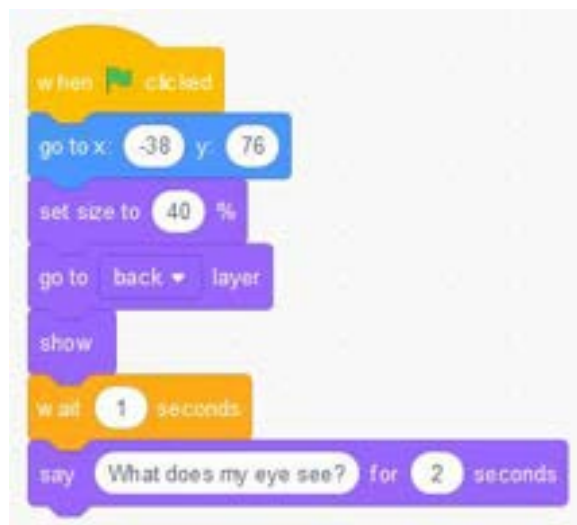 when clicked
go to x: -38 y: 76
set size to 40 %
go to back layer
show
wait 1 seconds
say What does my eye see? for 2 seconds